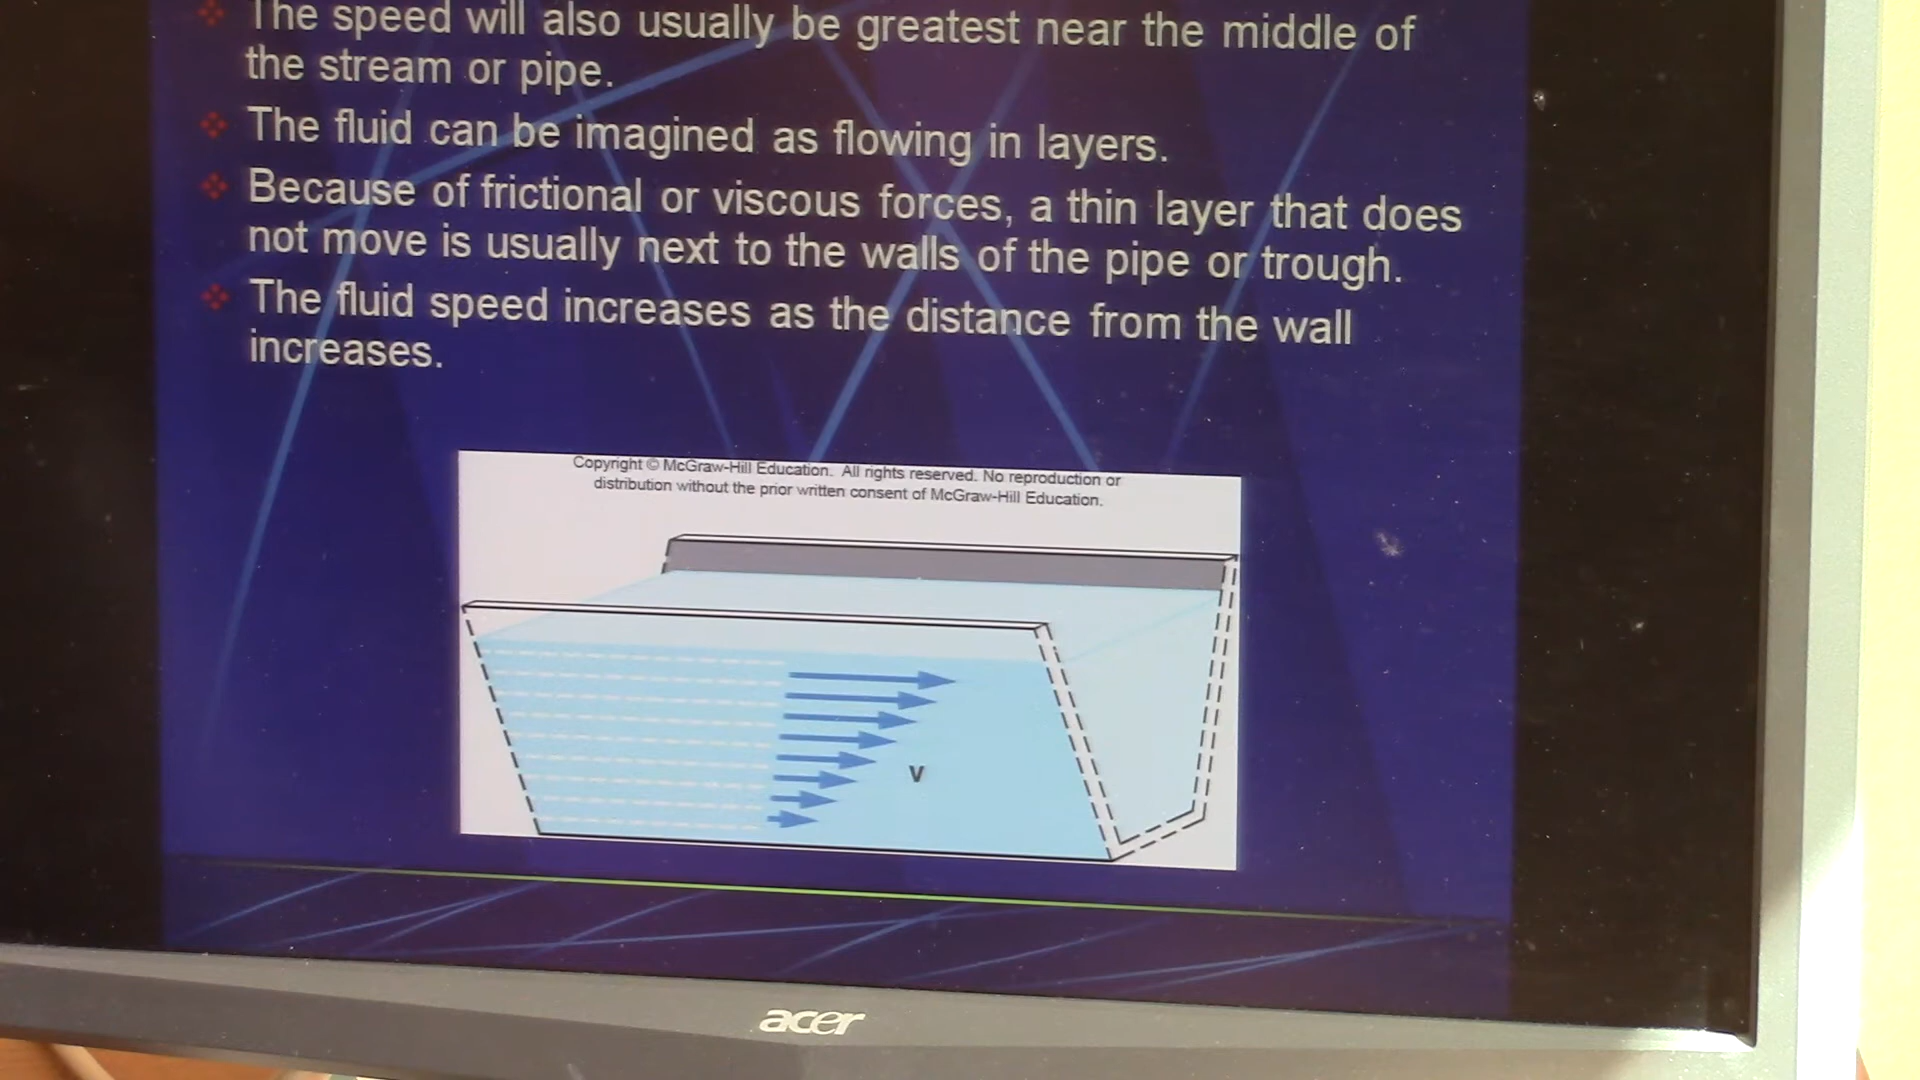 The speed will also usually be greatest near the middle of
the stream or pipe.
The fluid can be imagined as flowing in layers.
Because of frictional or viscous forces, a thin layer that does
not move is usually next to the walls of the pipe or trough.
The fluid speed increases as the distance from the wall
increases.
Copyright © McGraw-Hill Education. All rights reserved. No reproduction or
distribution without the prior written consent of McGraw-Hill Education.
v
acer